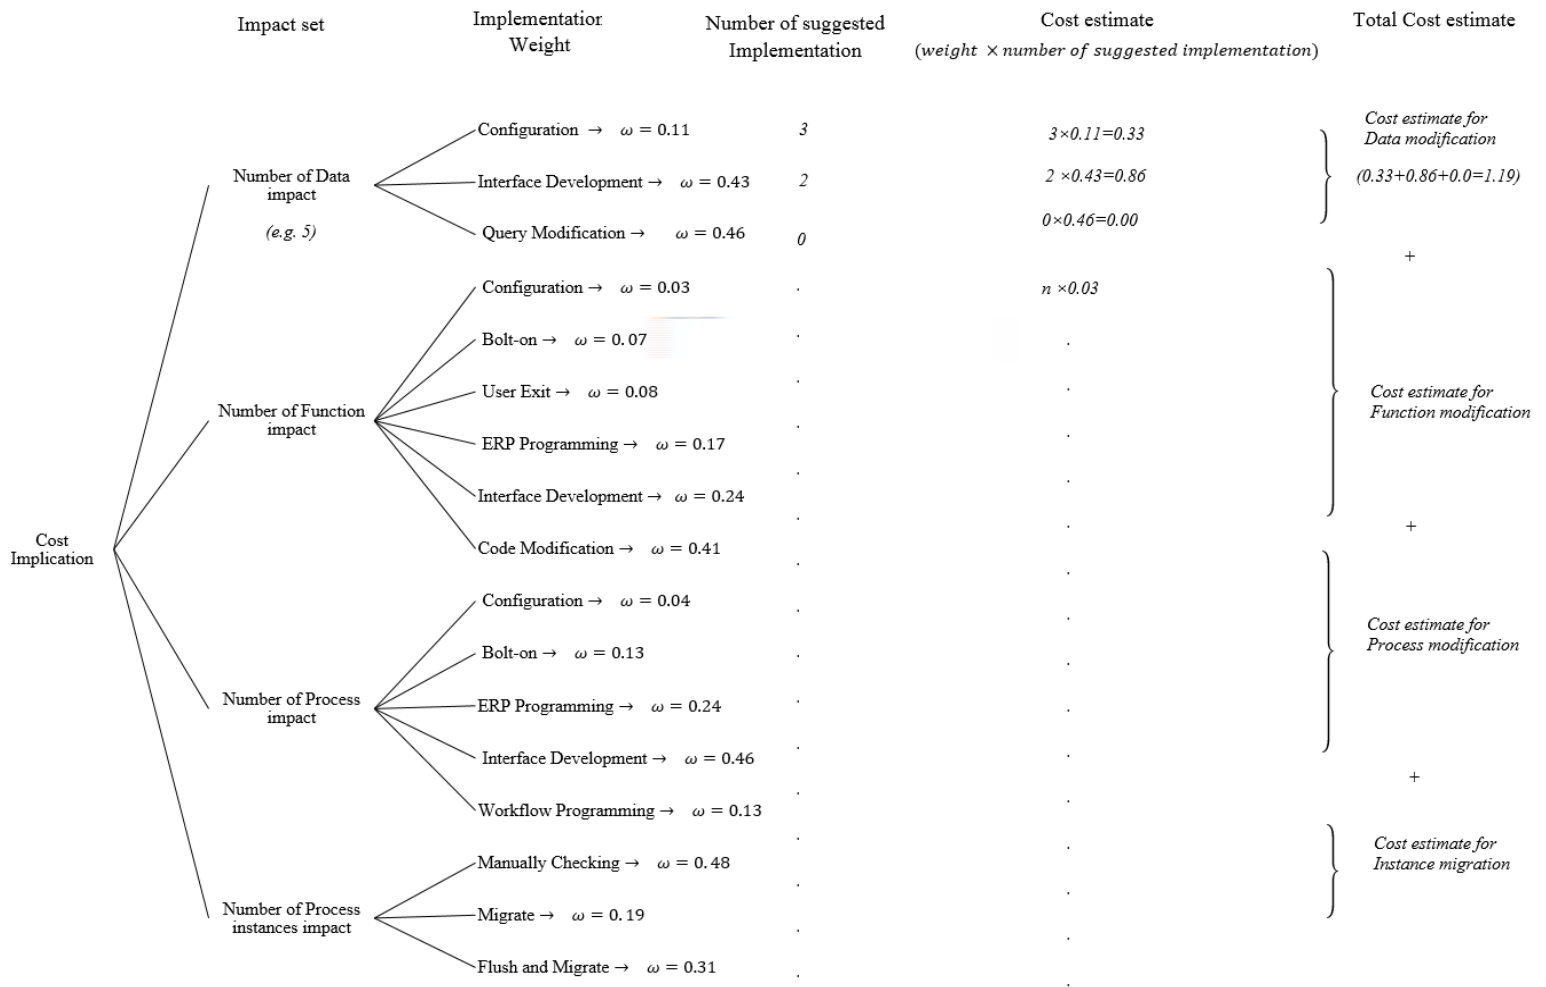 Impact set
Implementation
Weight
Number of suggested
Implementation
Cost estimate
(weight × number of suggested implementation)
Total Cost estimate
Cost
Implication
Number of Data
impact
(e.g. 5)
Configuration → ω = 0.11
3
3×0.11=0.33
Interface Development → ω = 0.43
2
2 ×0.43=0.86
Query Modification → ω = 0.46
0
0×0.46=0.00
Cost estimate for
Data modification
(0.33+0.86+0.0=1.19)
+
Number of Function
impact
Configuration → ω = 0.03
.
n ×0.03
Bolt-on → ω = 0.07
. .
User Exit → ω = 0.08
. .
ERP Programming → ω = 0.17
. .
Interface Development → ω = 0.24
. .
Code Modification → ω = 0.41
. .
Cost estimate for
Function modification
+
Number of Process
impact
Configuration → ω = 0.04
. .
Bolt-on → ω = 0.13
. .
ERP Programming → ω = 0.24
. .
Interface Development → ω = 0.46
. .
Workflow Programming → ω = 0.13
. .
Cost estimate for
Process modification
+
Number of Process
instances impact
Manually Checking → ω = 0.48
. .
Migrate → ω = 0.19
. .
Flush and Migrate → ω = 0.31
. .
Cost estimate for
Instance migration